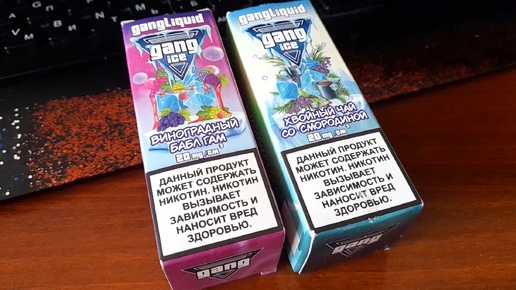 gangLiquid
gang
ice
ВИНОГРАДНЫЙ
БАБЛ ГАМ
20 mg
ДАННЫЙ ПРОДУКТ
МОЖЕТ СОДЕРЖАТЬ
НИКОТИН. НИКОТИН
ВЫЗЫВАЕТ
ЗАВИСИМОСТЬ И
НАНОСИТ ВРЕД
ЗДОРОВЬЮ.
gang
gangLiquid
gang
ice
ХВОЙНЫЙ ЧАЙ
СО СМОРОДИНОЙ
20 mg
ДАННЫЙ ПРОДУКТ
МОЖЕТ СОДЕРЖАТЬ
НИКОТИН. НИКОТИН
ВЫЗЫВАЕТ
ЗАВИСИМОСТЬ И
НАНОСИТ ВРЕД
ЗДОРОВЬЮ.
gang